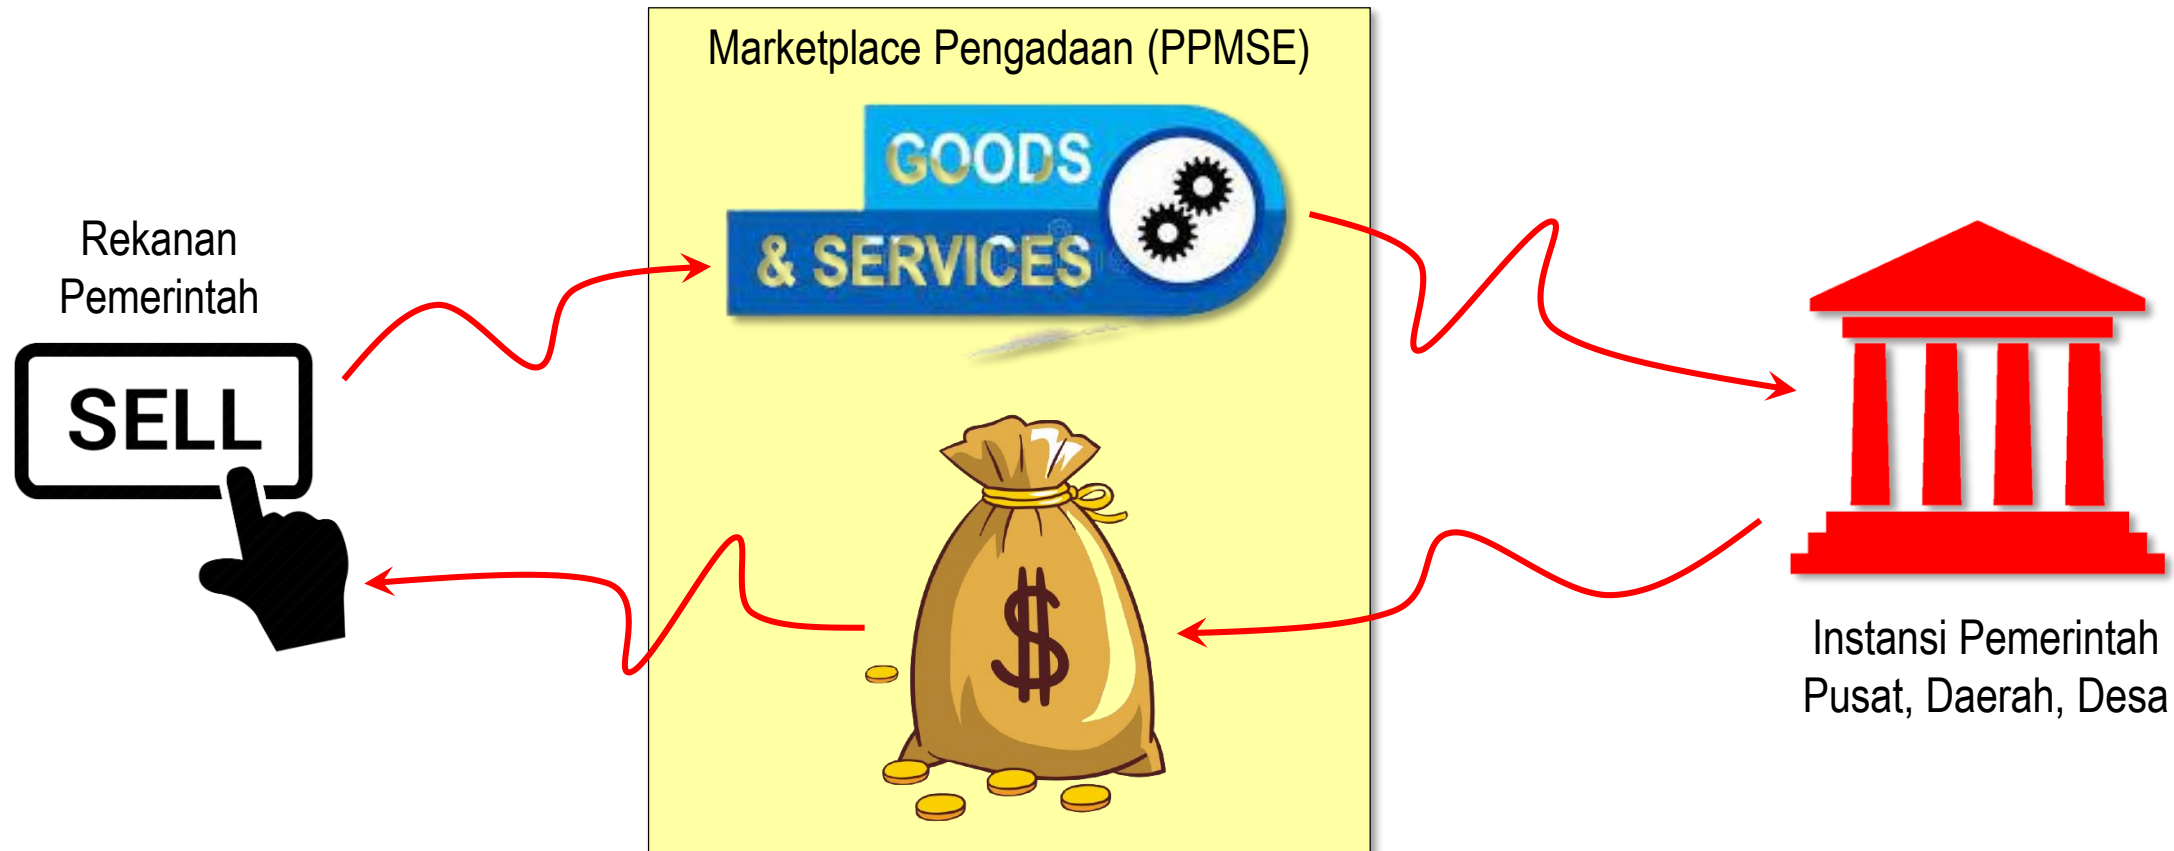 Marketplace Pengadaan (PPMSE)
GOODS
& SERVICES
Rekanan
Pemerintah
SELL
$
Instansi Pemerintah
Pusat, Daerah, Desa